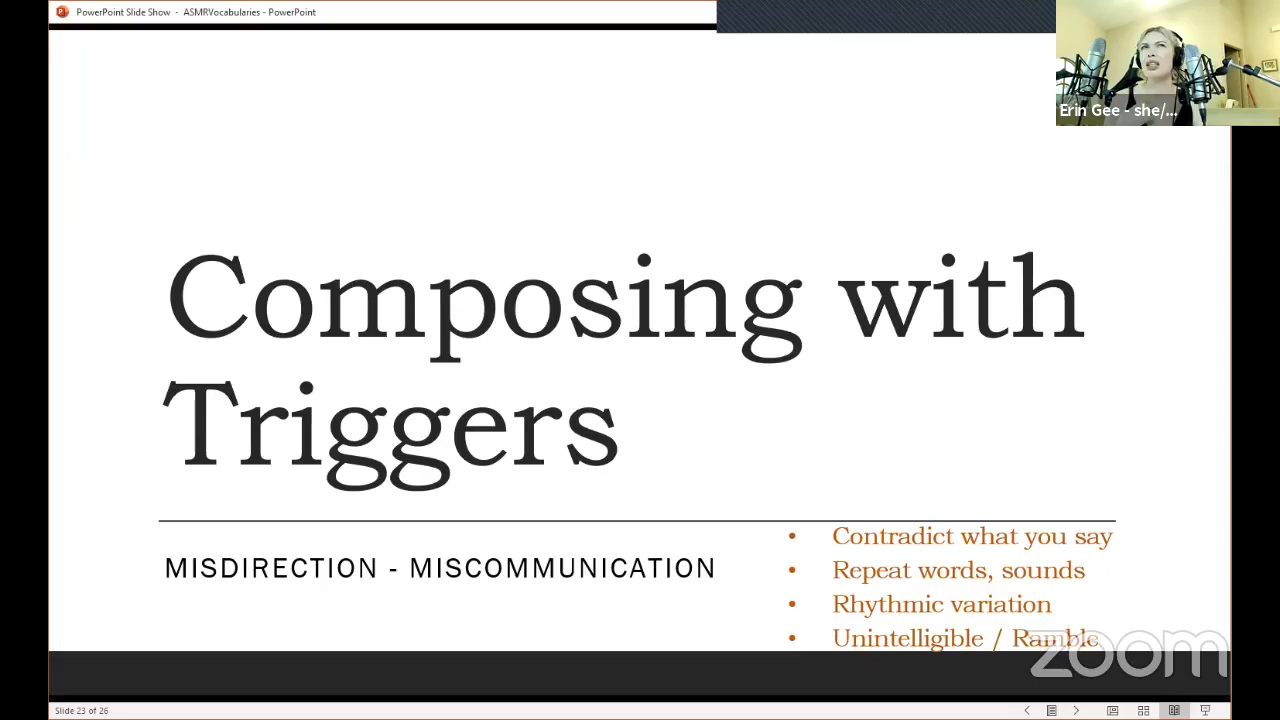 PowerPoint Slide Show - ASMRVocabularies - PowerPoint
Erin Gee - she/...
Composing with
Triggers
MISDIRECTION - MISCOMMUNICATION
• Contradict what you say
• Repeat words, sounds
• Rhythmic variation
• Unintelligible / Ramble
zoom
Slide 23 of 26